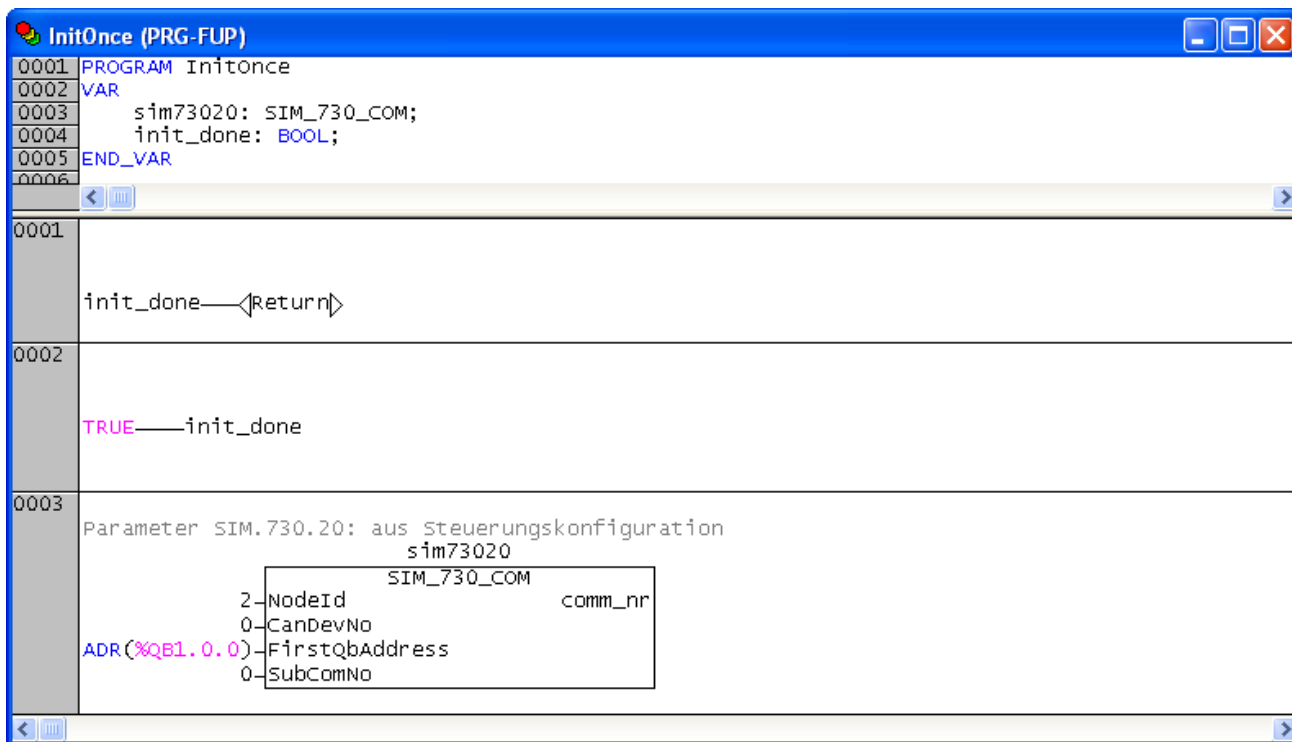 InitOnce (PRG-FUP)
0001 PROGRAM InitOnce
0002 VAR
0003 sim73020: SIM_730_COM;
0004 init_done: BOOL;
0005 END_VAR
0006
0001
init_done Return
0002
TRUE init_done
0003
Parameter SIM.730.20: aus Steuerungskonfiguration
sim73020
SIM_730_COM
2 NodeId comm_nr
0 CanDevNo
ADR(%QB1.0.0) FirstQbAddress
0 SubComNo